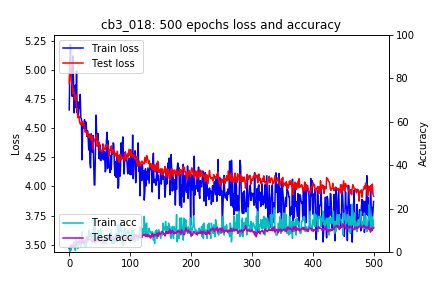 cb3_018: 500 epochs loss and accuracy
Train loss
Test loss
5.25
5.00
4.75
4.50
4.25
4.00
3.75
3.50
Loss
100
80
60
40
20
0
Accuracy
Train acc
Test acc
0
100
200
300
400
500